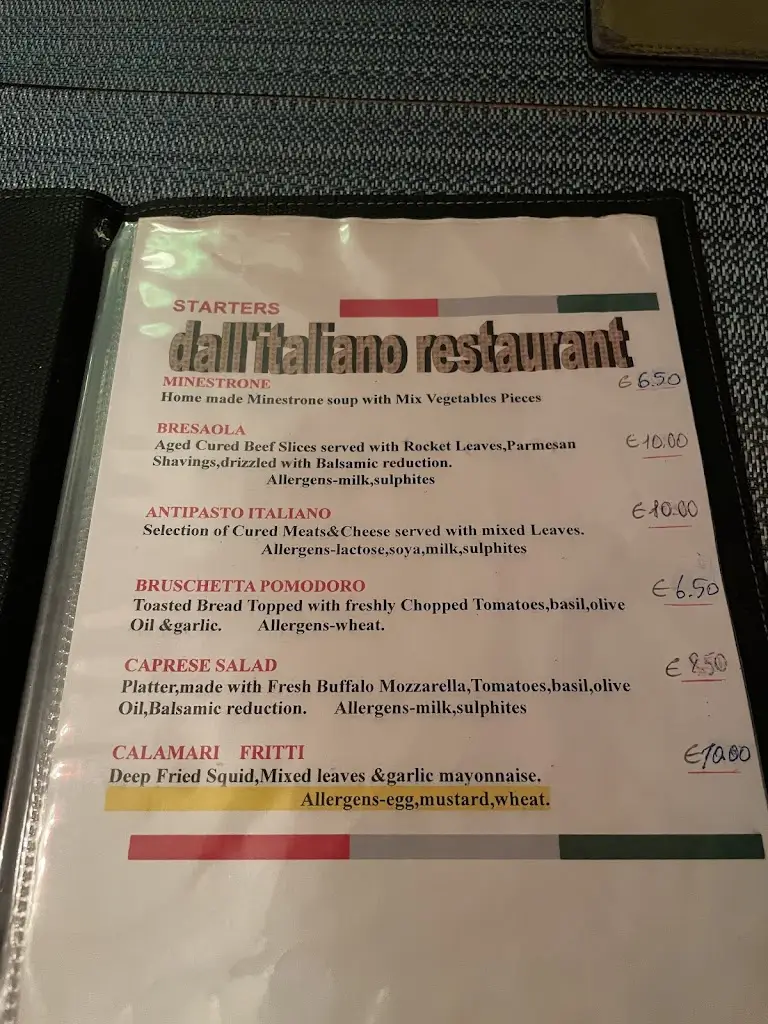 STARTERS
dall'italiano restaurant
MINESTRONE € 6.50
Home made Minestrone soup with Mix Vegetables Pieces
BRESAOLA
Aged Cured Beef Slices served with Rocket Leaves,Parmesan € 10.00
Shavings,drizzled with Balsamic reduction.
Allergens-milk,sulphites
ANTIPASTO ITALIANO € 10.00
Selection of Cured Meats&Cheese served with mixed Leaves.
Allergens-lactose,soya,milk,sulphites
BRUSCHETTA POMODORO € 6.50
Toasted Bread Topped with freshly Chopped Tomatoes,basil,olive
Oil &garlic. Allergens-wheat.
CAPRESE SALAD € 8.50
Platter,made with Fresh Buffalo Mozzarella,Tomatoes,basil,olive
Oil,Balsamic reduction. Allergens-milk,sulphites
CALAMARI FRITTI € 10.00
Deep Fried Squid,Mixed leaves &garlic mayonnaise.
Allergens-egg,mustard,wheat.